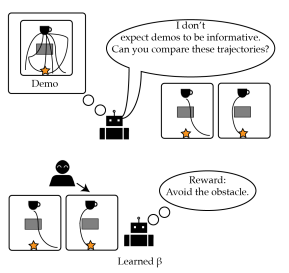 I don't
expect demos to be informative.
Can you compare these trajectories?
Demo
Reward:
Avoid the obstacle.
Learned β